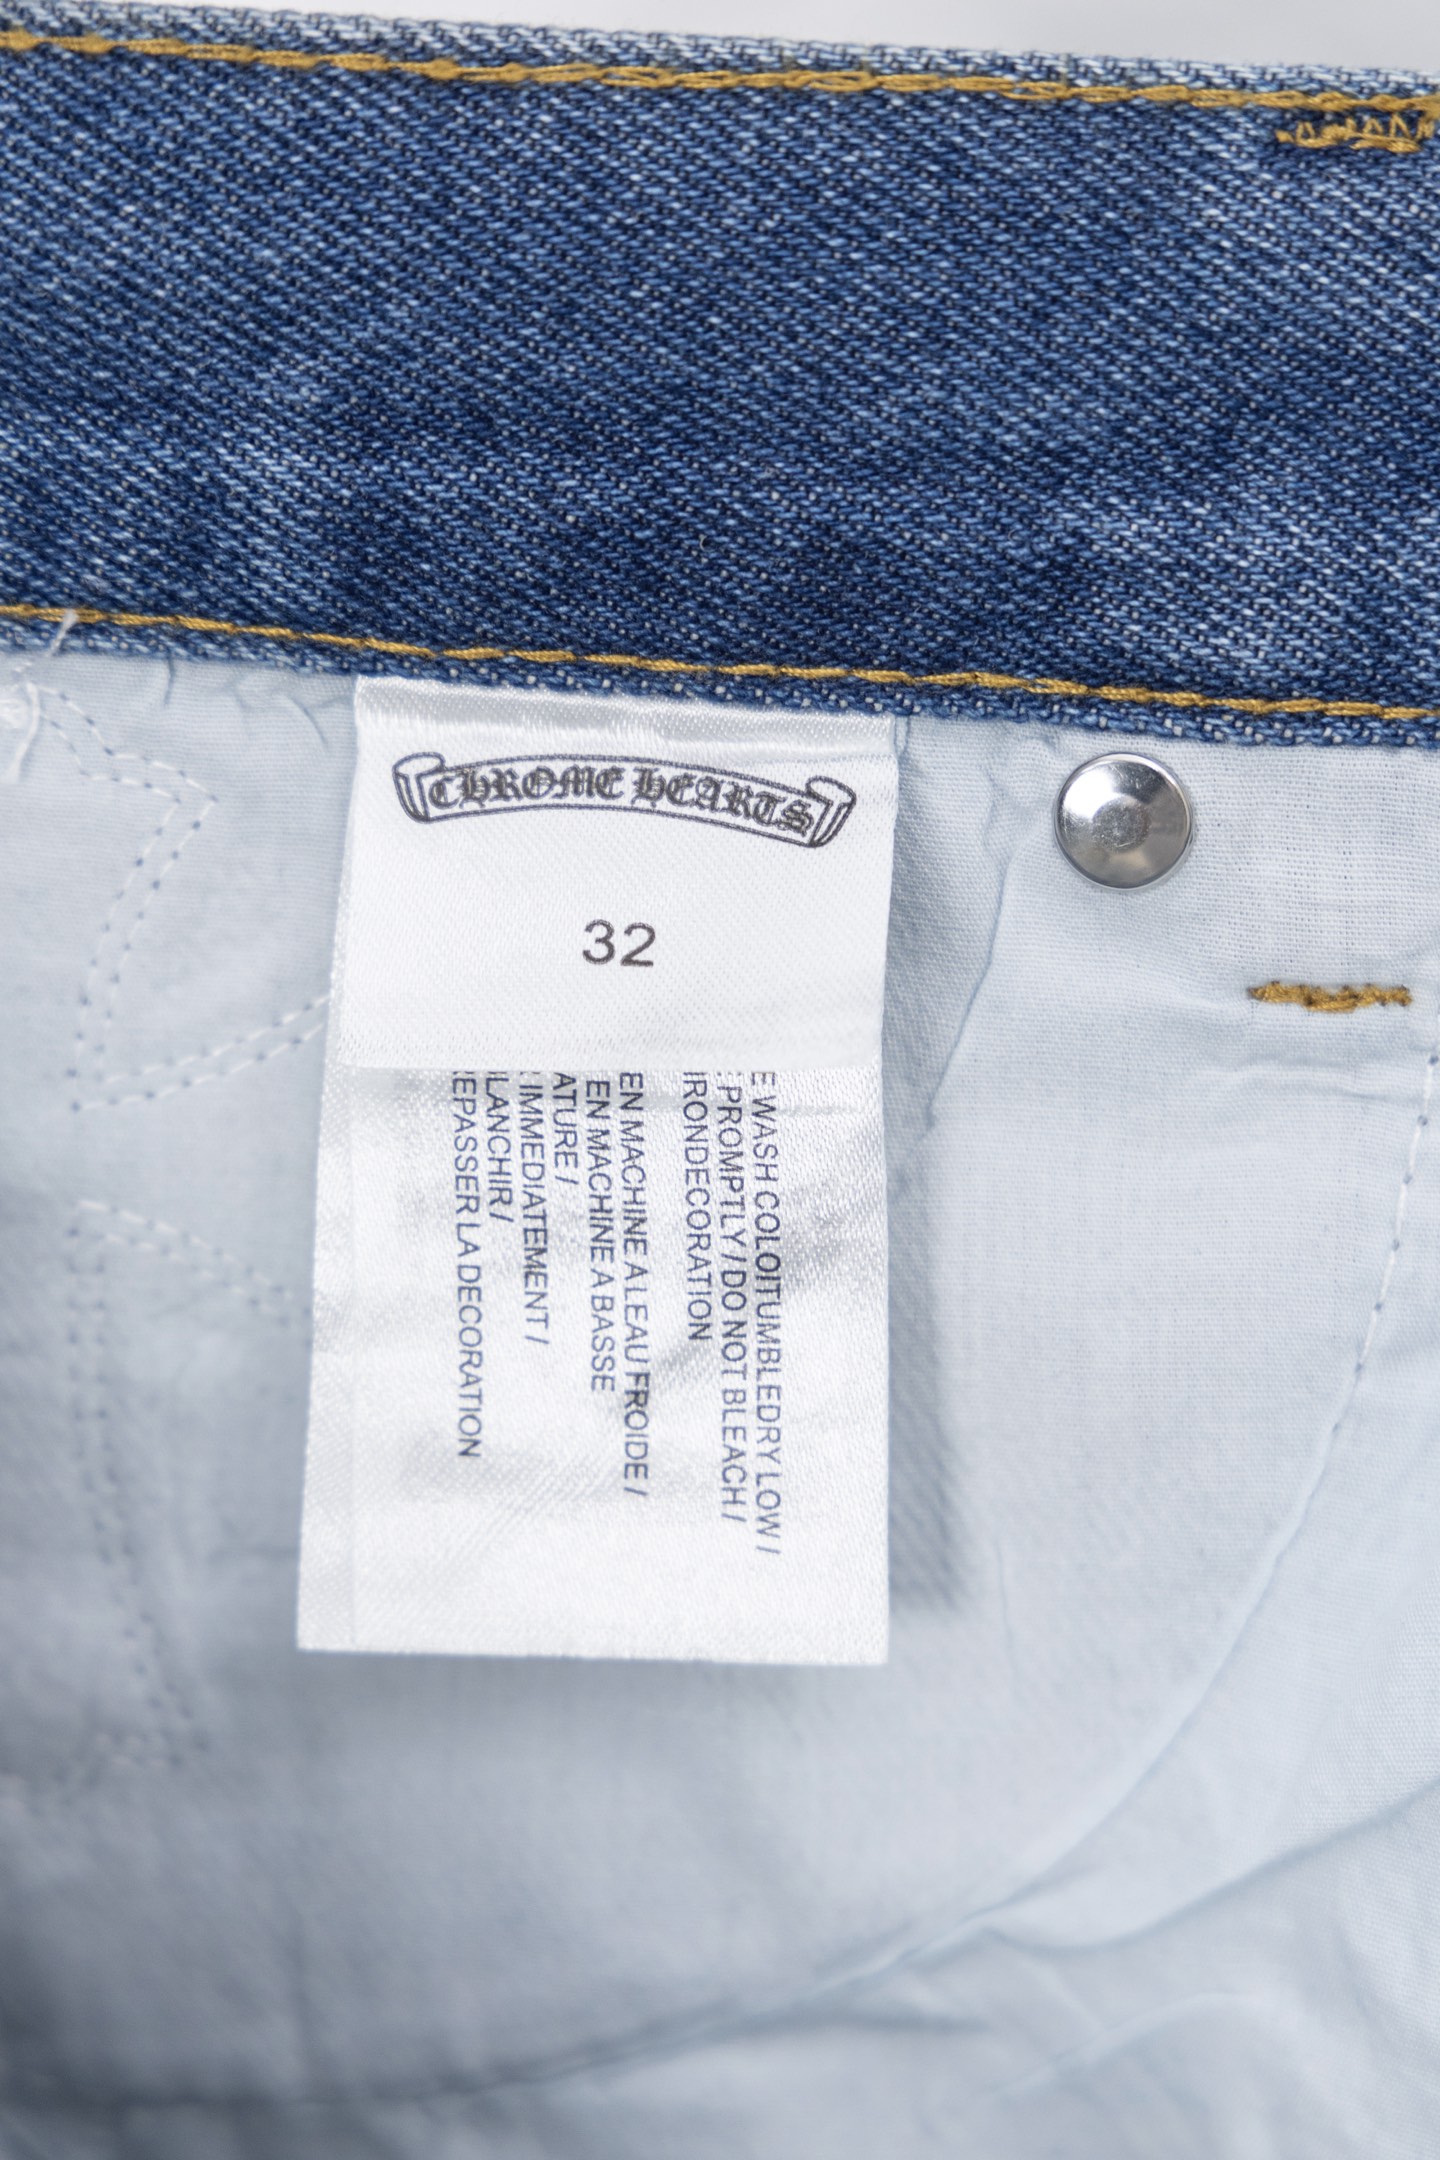 CHROME HEARTS
32
E WASH COLOITUMBLEDRY LOW /
PROMPTLY / DO NOT BLEACH /
IRONDECORATION
EN MACHINE A LEAU FROIDE /
EN MACHINE A BASSE
ATURE /
IMMEDIATEMENT /
LANCHIR /
EPASSER LA DECORATION